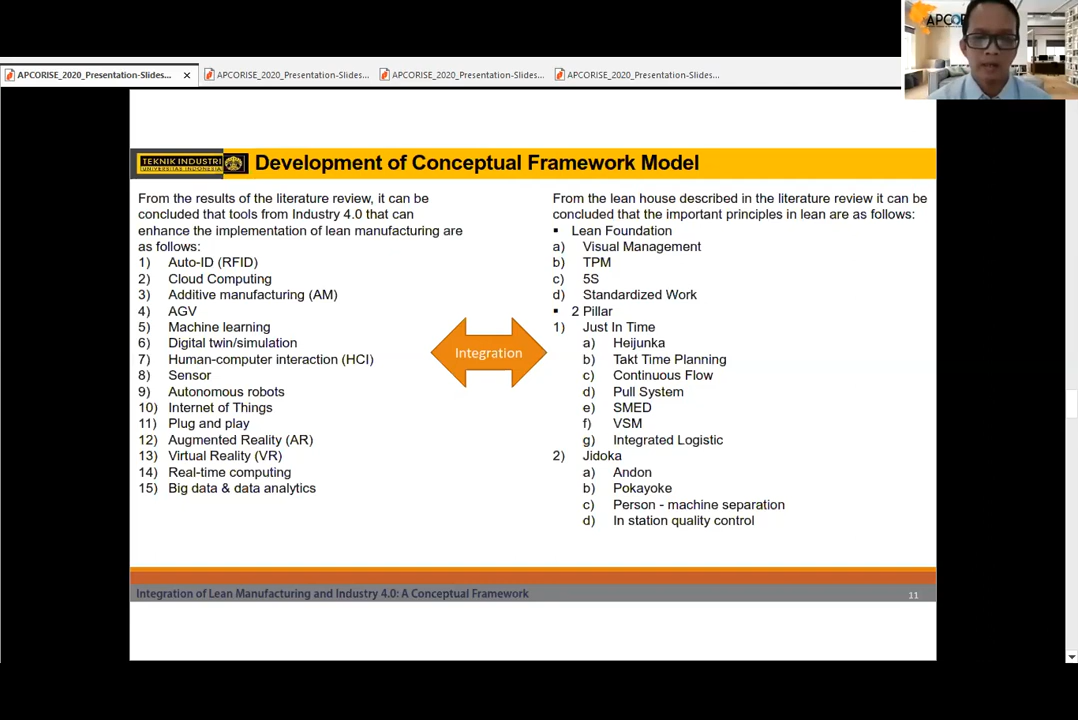 APCORISE_2020_Presentation-Slides... ×
APCORISE_2020_Presentation-Slides...
APCORISE_2020_Presentation-Slides...
APCORISE_2020_Presentation-Slides...
TEKNIK INDUSTRI
UNIVERSITAS INDONESIA
Development of Conceptual Framework Model
From the results of the literature review, it can be
concluded that tools from Industry 4.0 that can
enhance the implementation of lean manufacturing are
as follows:
1) Auto-ID (RFID)
2) Cloud Computing
3) Additive manufacturing (AM)
4) AGV
5) Machine learning
6) Digital twin/simulation
7) Human-computer interaction (HCI)
8) Sensor
9) Autonomous robots
10) Internet of Things
11) Plug and play
12) Augmented Reality (AR)
13) Virtual Reality (VR)
14) Real-time computing
15) Big data & data analytics
Integration
From the lean house described in the literature review it can be
concluded that the important principles in lean are as follows:
▪ Lean Foundation
a) Visual Management
b) TPM
c) 5S
d) Standardized Work
▪ 2 Pillar
1) Just In Time
a) Heijunka
b) Takt Time Planning
c) Continuous Flow
d) Pull System
e) SMED
f) VSM
g) Integrated Logistic
2) Jidoka
a) Andon
b) Pokayoke
c) Person - machine separation
d) In station quality control
Integration of Lean Manufacturing and Industry 4.0: A Conceptual Framework
11